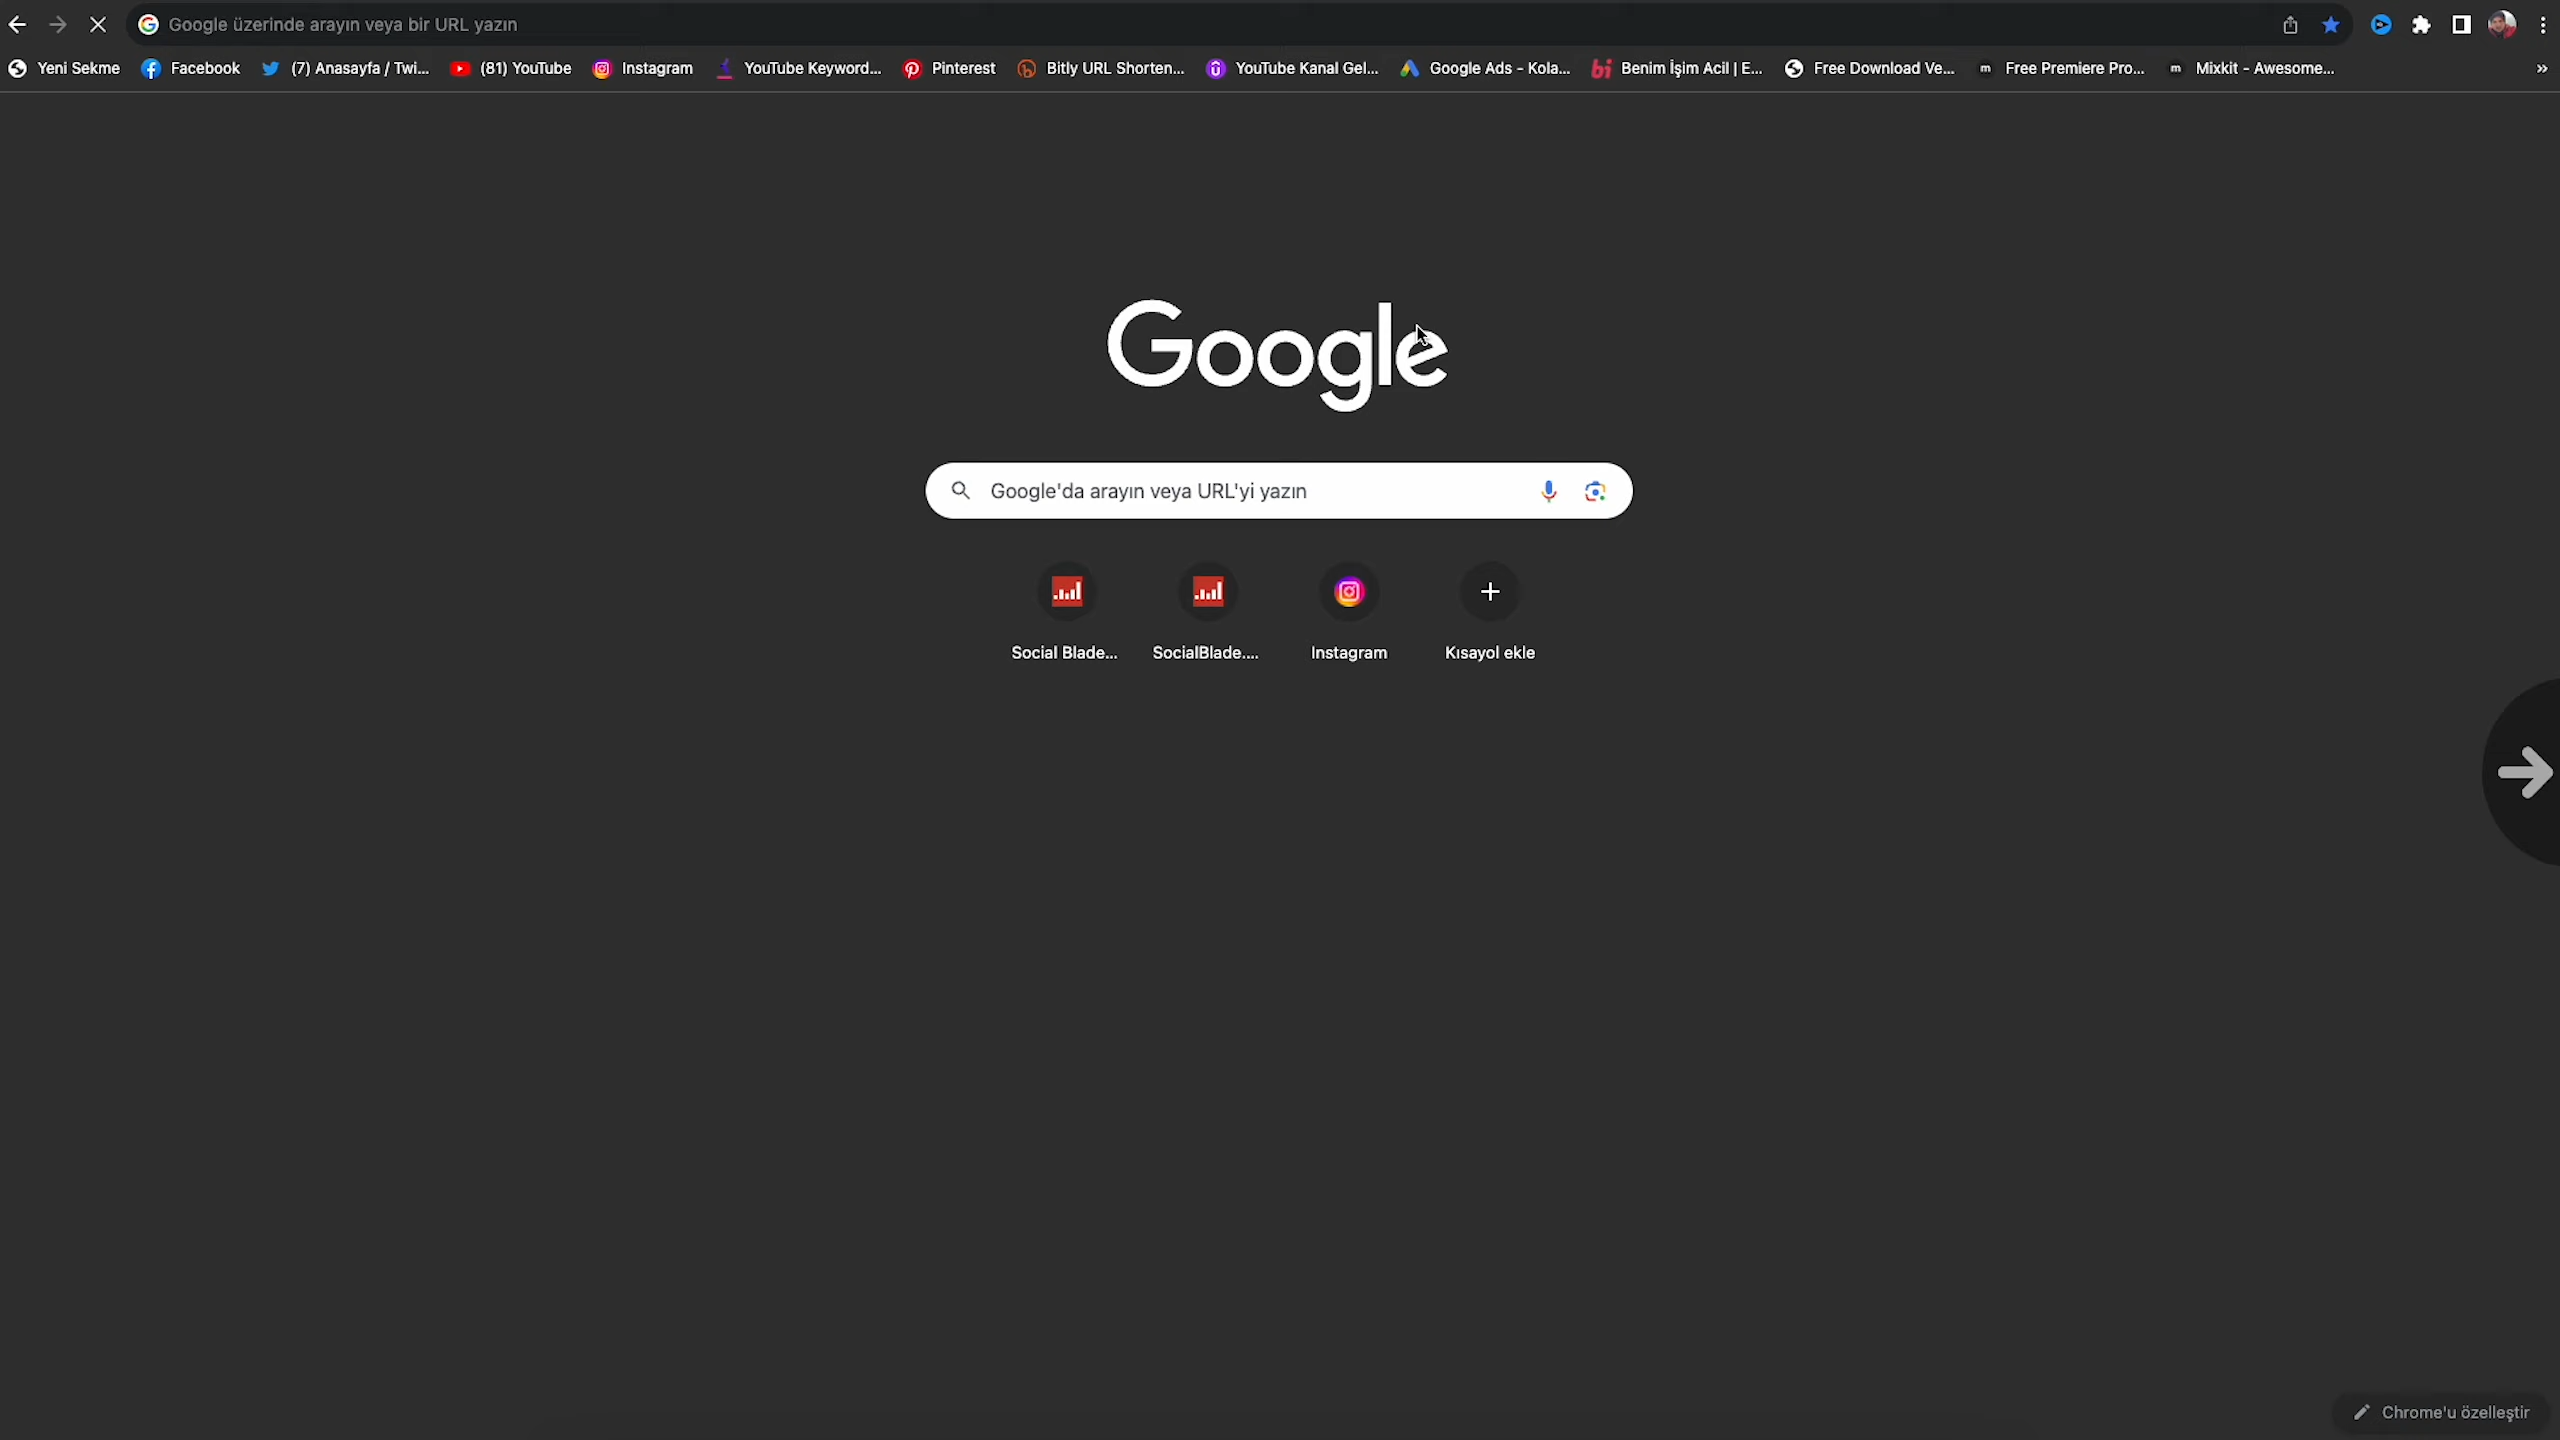 Google üzerinde arayın veya bir URL yazın
Yeni Sekme Facebook (7) Anasayfa / Twi... (81) YouTube Instagram YouTube Keyword... Pinterest Bitly URL Shorten... YouTube Kanal Gel... Google Ads - Kola... bi Benim İşim Acil | E... Free Download Ve... m Free Premiere Pro... m Mixkit - Awesome... »
Google
Google'da arayın veya URL'yi yazın
Social Blade... SocialBlade.... Instagram Kısayol ekle
Chrome'u özelleştir